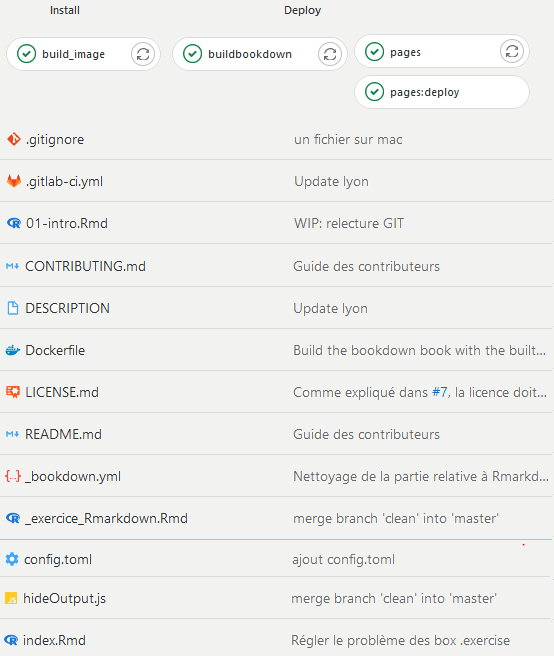 Install Deploy
build_image buildbookdown pages
pages:deploy
.gitignore un fichier sur mac
.gitlab-ci.yml Update lyon
01-intro.Rmd WIP: relecture GIT
CONTRIBUTING.md Guide des contributeurs
DESCRIPTION Update lyon
Dockerfile Build the bookdown book with the built...
LICENSE.md Comme expliqué dans #7, la licence doit...
README.md Guide des contributeurs
_bookdown.yml Nettoyage de la partie relative à Rmarkd...
_exercice_Rmarkdown.Rmd merge branch 'clean' into 'master'
config.toml ajout config.toml
hideOutput.js merge branch 'clean' into 'master'
index.Rmd Régler le problème des box .exercise